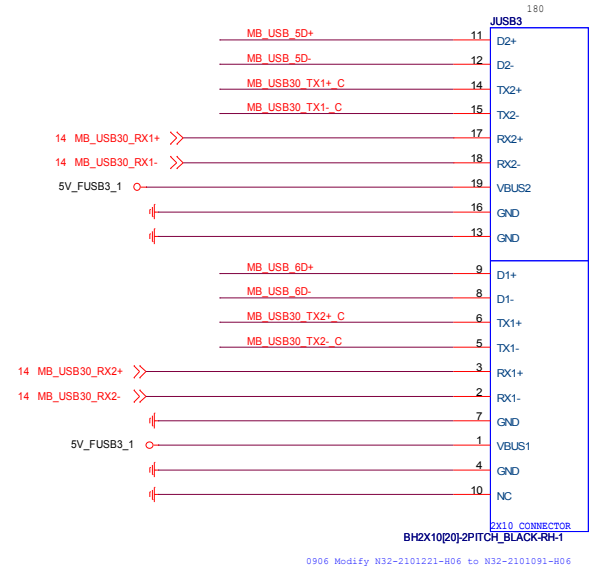 180
JUSB3
MB_USB_5D+ 11 D2+
MB_USB_5D- 12 D2-
MB_USB30_TX1+_C 14 TX2+
MB_USB30_TX1-_C 15 TX2-
14 MB_USB30_RX1+ 17 RX2+
14 MB_USB30_RX1- 18 RX2-
5V_FUSB3_1 19 VBUS2
16 GND
13 GND
MB_USB_6D+ 9 D1+
MB_USB_6D- 8 D1-
MB_USB30_TX2+_C 6 TX1+
MB_USB30_TX2-_C 5 TX1-
14 MB_USB30_RX2+ 3 RX1+
14 MB_USB30_RX2- 2 RX1-
7 GND
5V_FUSB3_1 1 VBUS1
4 GND
10 NC
2X10 CONNECTOR
BH2X10[20]-2PITCH_BLACK-RH-1
0906 Modify N32-2101221-H06 to N32-2101091-H06